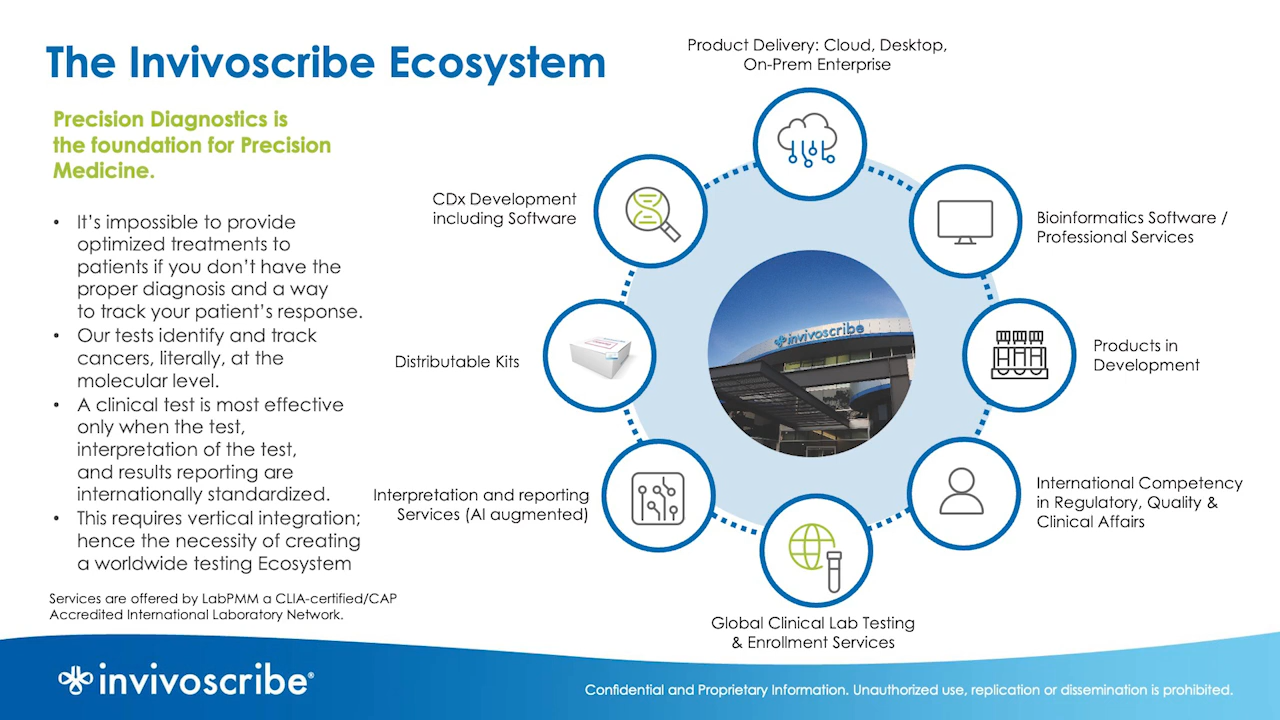 The Invivoscribe Ecosystem
Precision Diagnostics is
the foundation for Precision
Medicine.
• It’s impossible to provide
optimized treatments to
patients if you don’t have the
proper diagnosis and a way
to track your patient’s response.
• Our tests identify and track
cancers, literally, at the
molecular level.
• A clinical test is most effective
only when the test,
interpretation of the test,
and results reporting are
internationally standardized.
• This requires vertical integration;
hence the necessity of creating
a worldwide testing Ecosystem
Services are offered by LabPMM a CLIA-certified/CAP
Accredited International Laboratory Network.
Product Delivery: Cloud, Desktop,
On-Prem Enterprise
Bioinformatics Software /
Professional Services
Products in
Development
International Competency
in Regulatory, Quality &
Clinical Affairs
Global Clinical Lab Testing
& Enrollment Services
Interpretation and reporting
Services (AI augmented)
Distributable Kits
CDx Development
including Software
invivoscribe
invivoscribe®
Confidential and Proprietary Information. Unauthorized use, replication or dissemination is prohibited.